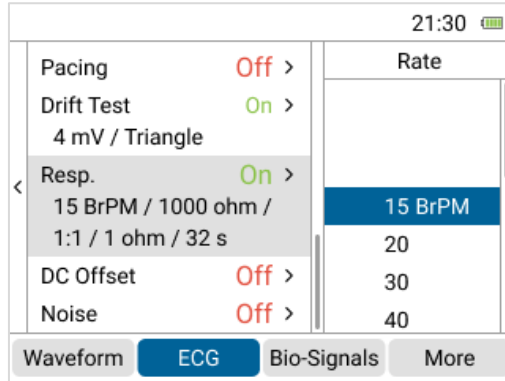 21:30
Pacing Off >
Drift Test On >
4 mV / Triangle
Resp. On >
15 BrPM / 1000 ohm /
1:1 / 1 ohm / 32 s
DC Offset Off >
Noise Off >
<
Rate
15 BrPM
20
30
40
Waveform ECG Bio-Signals More